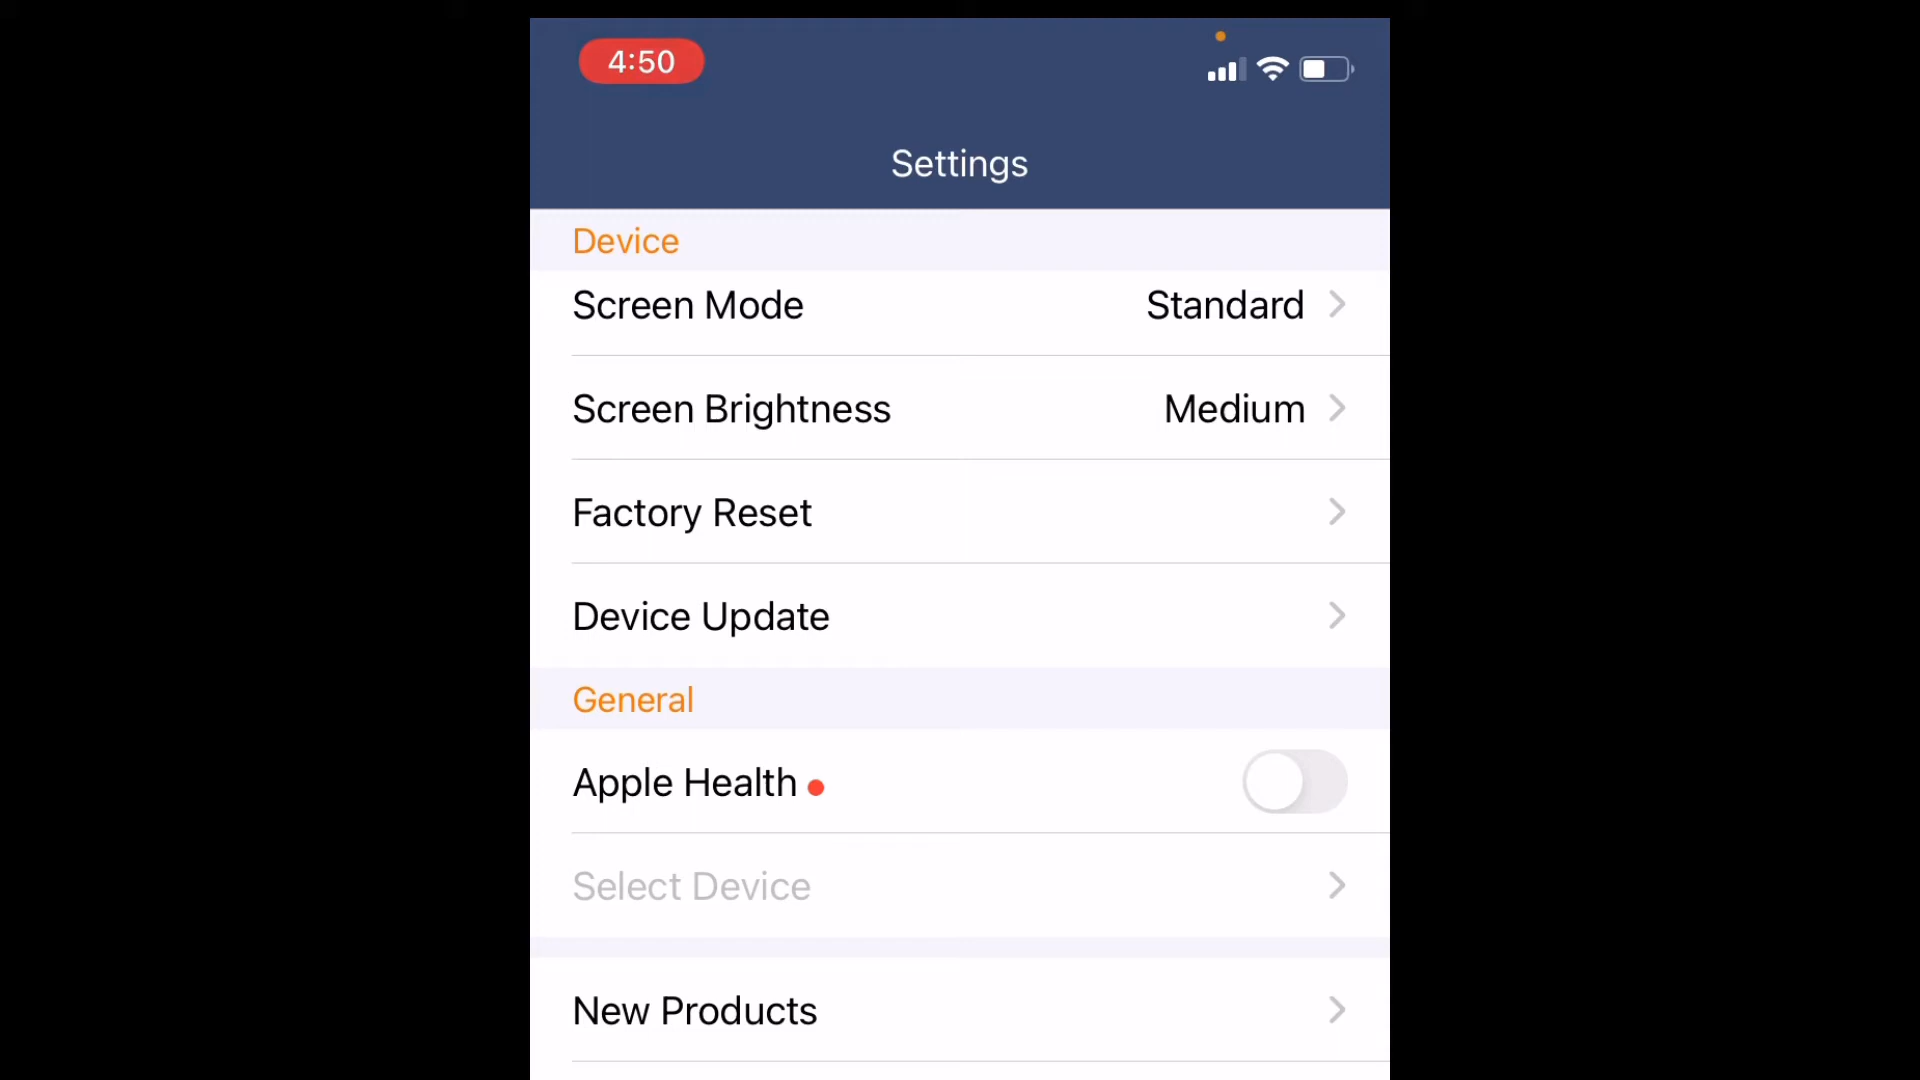 4:50
Settings
Device
Screen Mode Standard
Screen Brightness Medium
Factory Reset
Device Update
General
Apple Health
Select Device
New Products